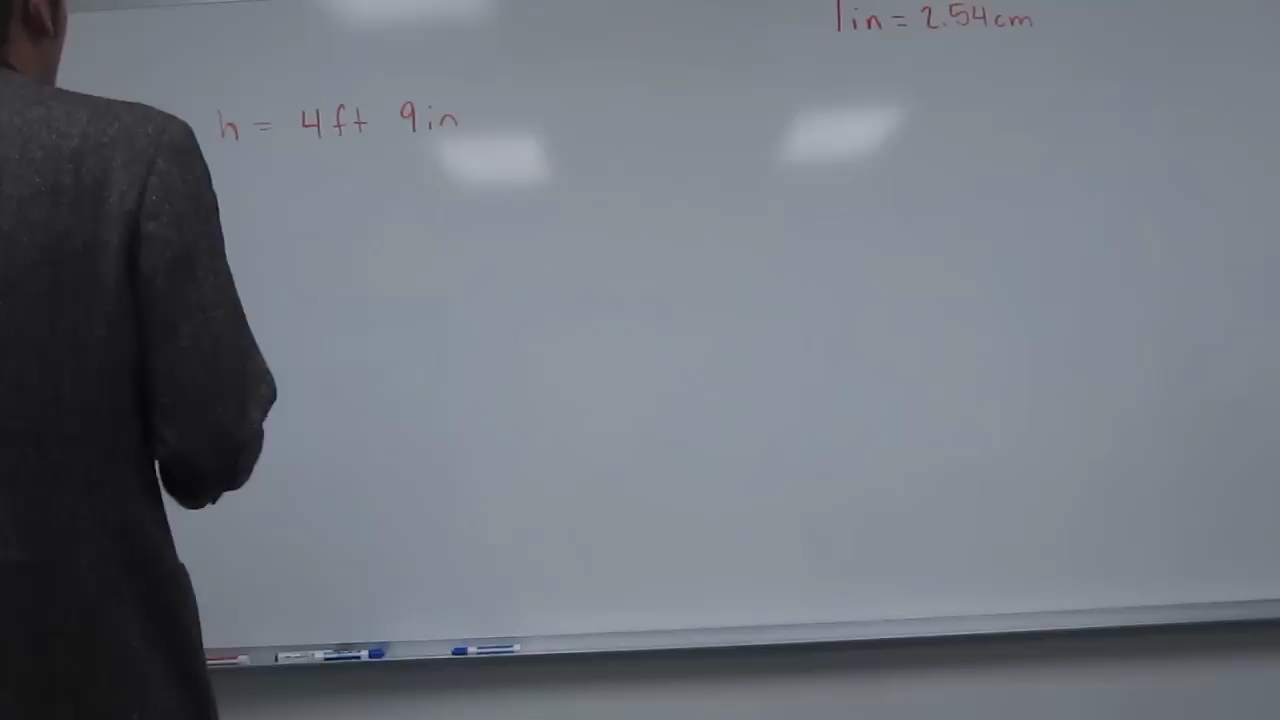 1in = 2.54cm
h = 4ft 9in